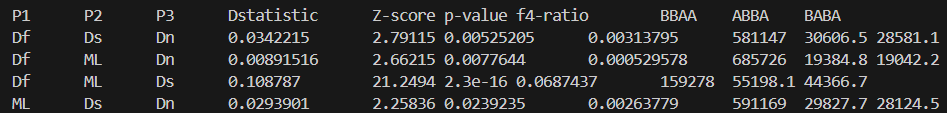 P1 P2 P3 Dstatistic Z-score p-value f4-ratio BBAA ABBA BABA
Df Ds Dn 0.0342215 2.79115 0.00525205 0.00313795 581147 30606.5 28581.1
Df ML Dn 0.00891516 2.66215 0.0077644 0.000529578 685726 19384.8 19042.2
Df ML Ds 0.108787 21.2494 2.3e-16 0.0687437 159278 55198.1 44366.7
ML Ds Dn 0.0293901 2.25836 0.0239235 0.00263779 591169 29827.7 28124.5